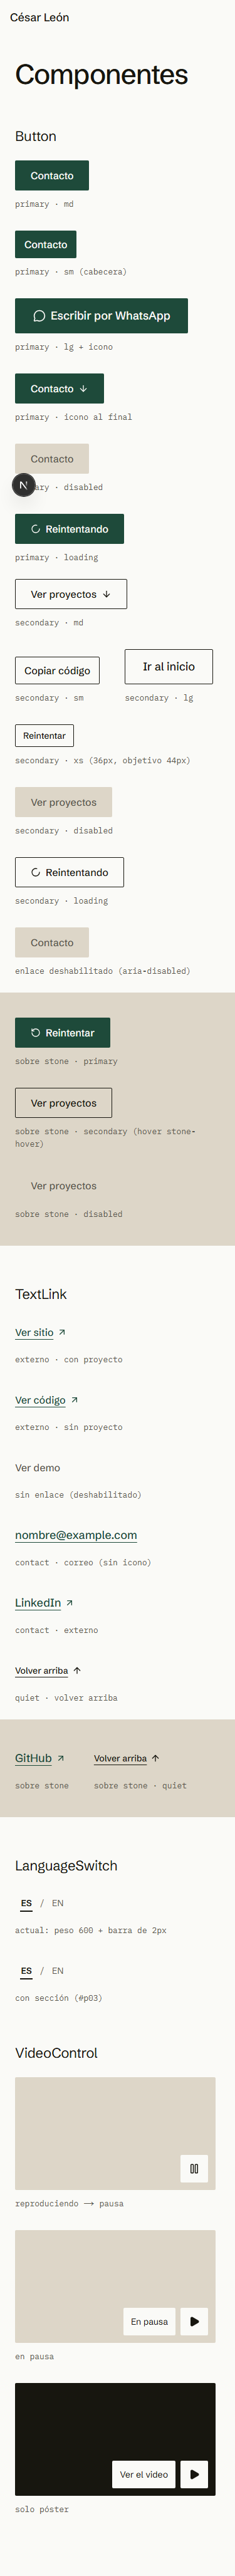 César León
Componentes
Button
Contacto
primary · md
Contacto
primary · sm (cabecera)
Escribir por WhatsApp
primary · lg + icono
Contacto ↓
primary · icono al final
Contacto
N
ary · disabled
Reintentando
primary · loading
Ver proyectos ↓
secondary · md
Copiar código
Ir al inicio
secondary · sm
secondary · lg
Reintentar
secondary · xs (36px, objetivo 44px)
Ver proyectos
secondary · disabled
Reintentando
secondary · loading
Contacto
enlace deshabilitado (aria-disabled)
Reintentar
sobre stone · primary
Ver proyectos
sobre stone · secondary (hover stone-
hover)
Ver proyectos
sobre stone · disabled
TextLink
Ver sitio ↗
externo · con proyecto
Ver código ↗
externo · sin proyecto
Ver demo
sin enlace (deshabilitado)
nombre@example.com
contact · correo (sin icono)
LinkedIn ↗
contact · externo
Volver arriba ↑
quiet · volver arriba
GitHub ↗
Volver arriba ↑
sobre stone
sobre stone · quiet
LanguageSwitch
ES / EN
actual: peso 600 + barra de 2px
ES / EN
con sección (#p03)
VideoControl
reproduciendo → pausa
En pausa
en pausa
Ver el video
solo póster